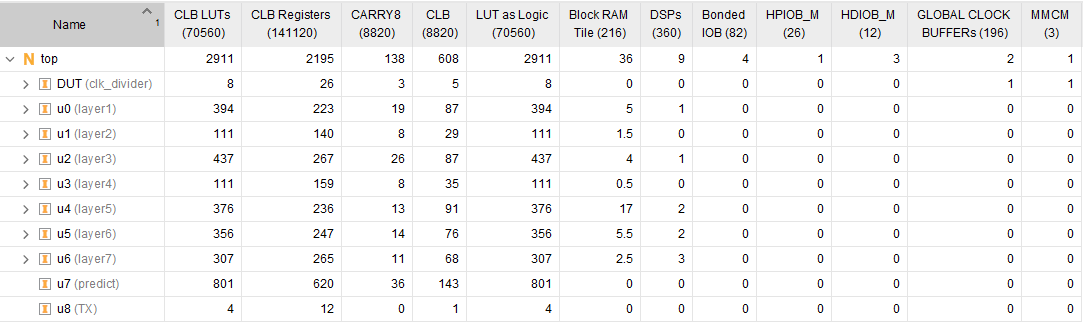 Name 1 CLB LUTs (70560) CLB Registers (141120) CARRY8 (8820) CLB (8820) LUT as Logic (70560) Block RAM Tile (216) DSPs (360) Bonded IOB (82) HPIOB_M (26) HDIOB_M (12) GLOBAL CLOCK BUFFERs (196) MMCM (3)
N top 2911 2195 138 608 2911 36 9 4 1 3 2 1
I DUT (clk_divider) 8 26 3 5 8 0 0 0 0 0 1 1
I u0 (layer1) 394 223 19 87 394 5 1 0 0 0 0 0
I u1 (layer2) 111 140 8 29 111 1.5 0 0 0 0 0 0
I u2 (layer3) 437 267 26 87 437 4 1 0 0 0 0 0
I u3 (layer4) 111 159 8 35 111 0.5 0 0 0 0 0 0
I u4 (layer5) 376 236 13 91 376 17 2 0 0 0 0 0
I u5 (layer6) 356 247 14 76 356 5.5 2 0 0 0 0 0
I u6 (layer7) 307 265 11 68 307 2.5 3 0 0 0 0 0
I u7 (predict) 801 620 36 143 801 0 0 0 0 0 0 0
I u8 (TX) 4 12 0 1 4 0 0 0 0 0 0 0